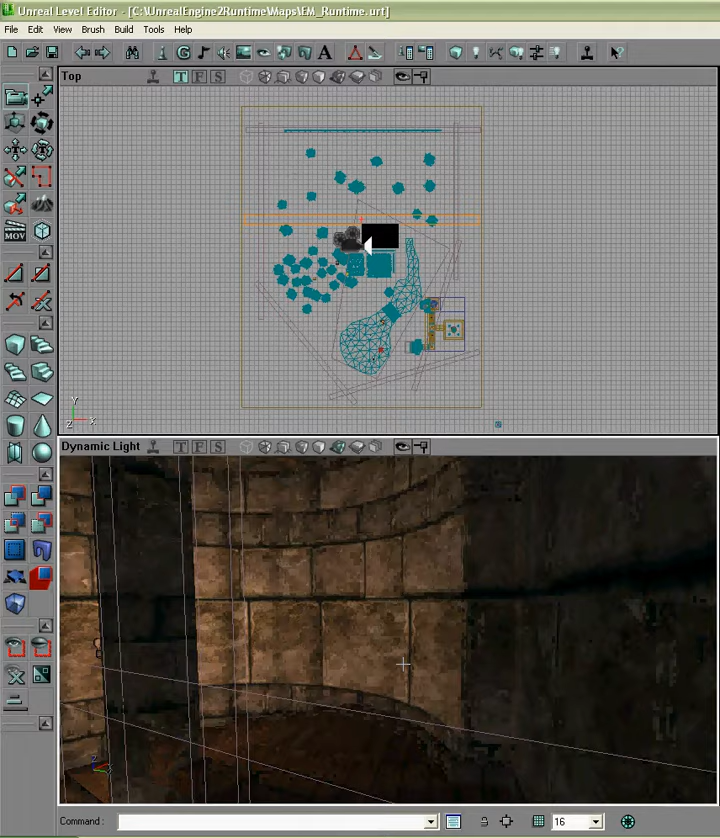 Unreal Level Editor - [C:\UnrealEngine2Runtime\Maps\EM_Runtime.urt]
File Edit View Brush Build Tools Help
Top
T F S
MOV
Y
Z X
Dynamic Light
T F S
Command :
16